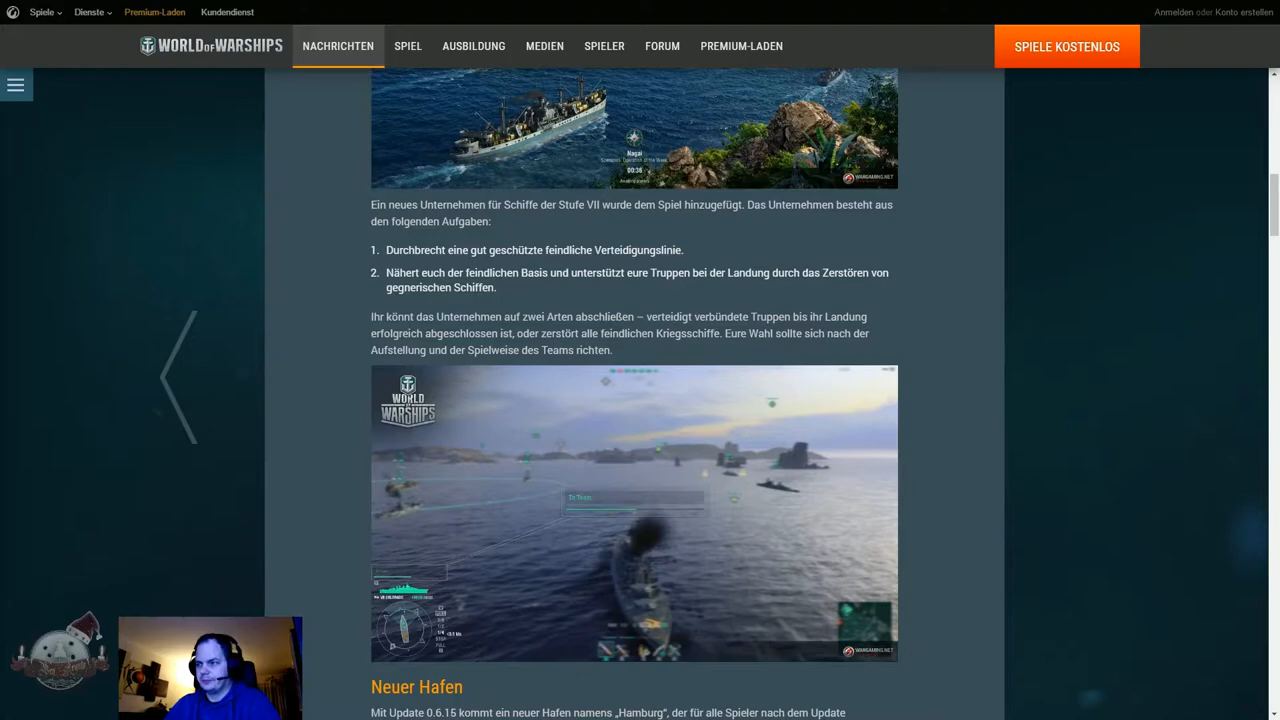 Spiele Dienste Premium-Laden Kundendienst Anmelden oder Konto erstellen
WORLD OF WARSHIPS NACHRICHTEN SPIEL AUSBILDUNG MEDIEN SPIELER FORUM PREMIUM-LADEN SPIELE KOSTENLOS
Nagai
00:36
WARGAMING.NET
Ein neues Unternehmen für Schiffe der Stufe VII wurde dem Spiel hinzugefügt. Das Unternehmen besteht aus
den folgenden Aufgaben:
1. Durchbrecht eine gut geschützte feindliche Verteidigungslinie.
2. Nähert euch der feindlichen Basis und unterstützt eure Truppen bei der Landung durch das Zerstören von
gegnerischen Schiffen.
Ihr könnt das Unternehmen auf zwei Arten abschließen – verteidigt verbündete Truppen bis ihr Landung
erfolgreich abgeschlossen ist, oder zerstört alle feindlichen Kriegsschiffe. Eure Wahl sollte sich nach der
Aufstellung und der Spielweise des Teams richten.
WORLD
OF
WARSHIPS
To Team:
WARGAMING.NET
Neuer Hafen
Mit Update 0.6.15 kommt ein neuer Hafen namens „Hamburg“, der für alle Spieler nach dem Update